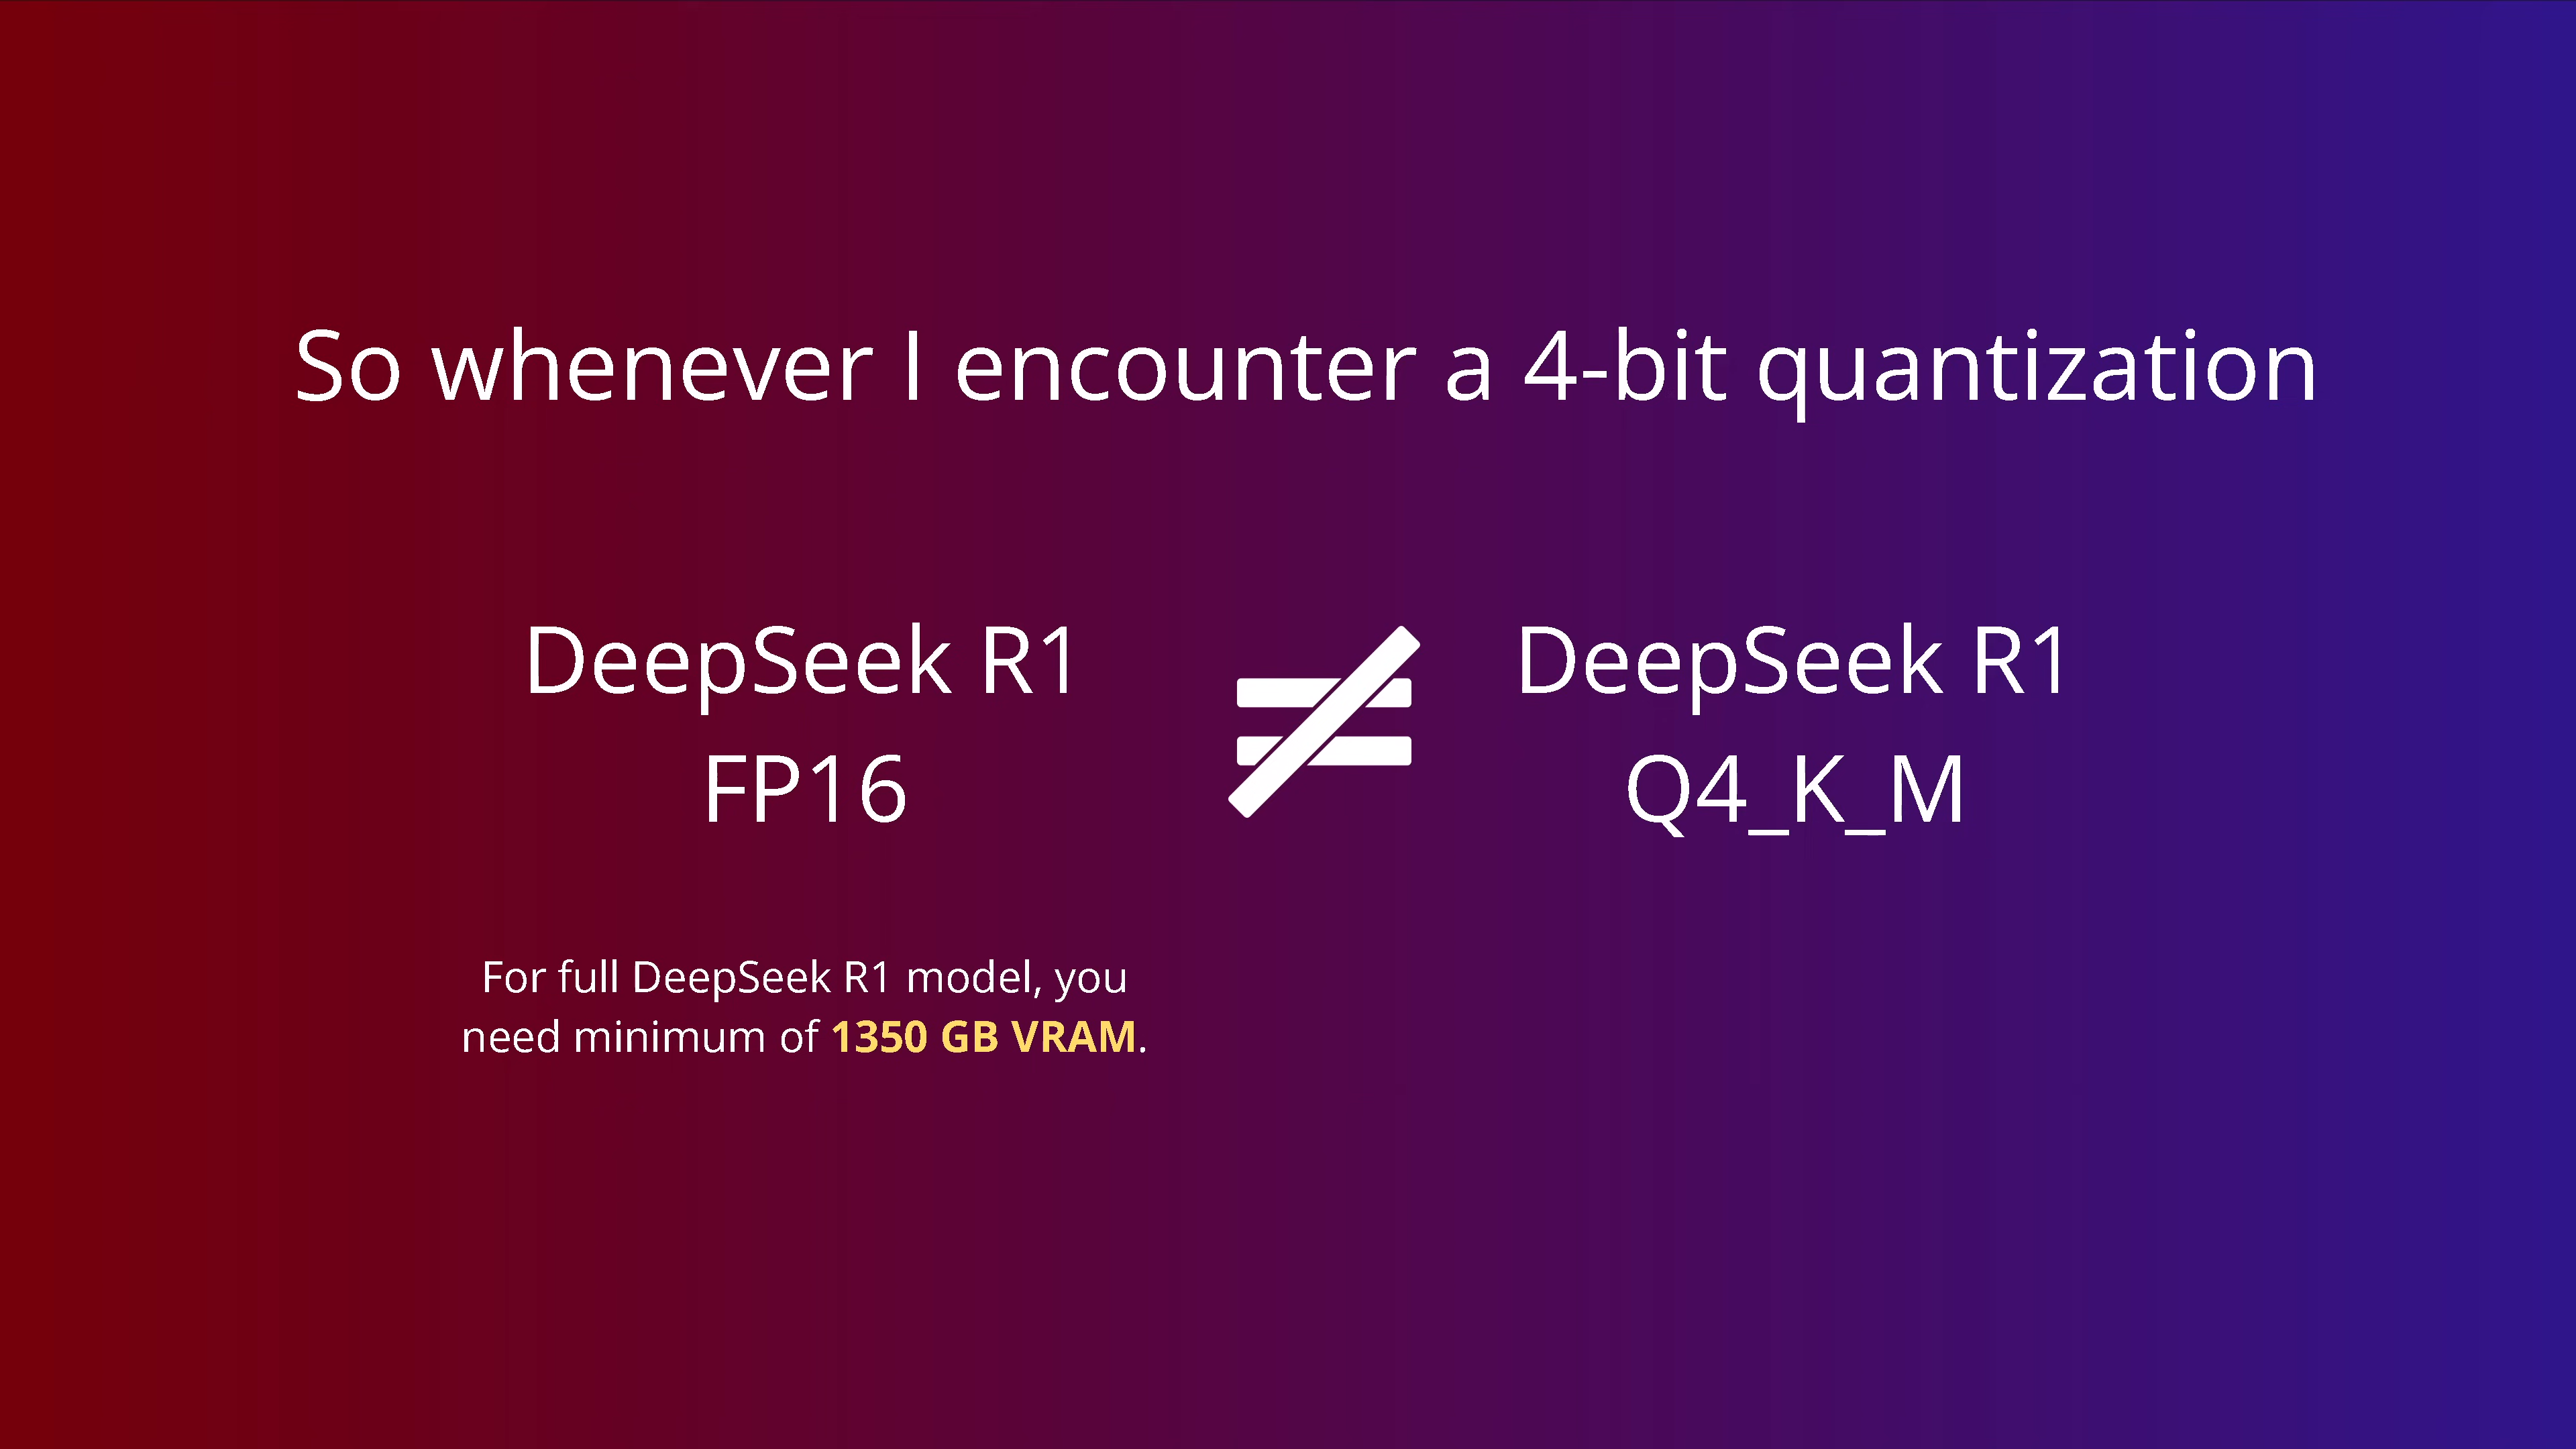 So whenever I encounter a 4-bit quantization
DeepSeek R1
FP16
≠
DeepSeek R1
Q4_K_M
For full DeepSeek R1 model, you
need minimum of 1350 GB VRAM.